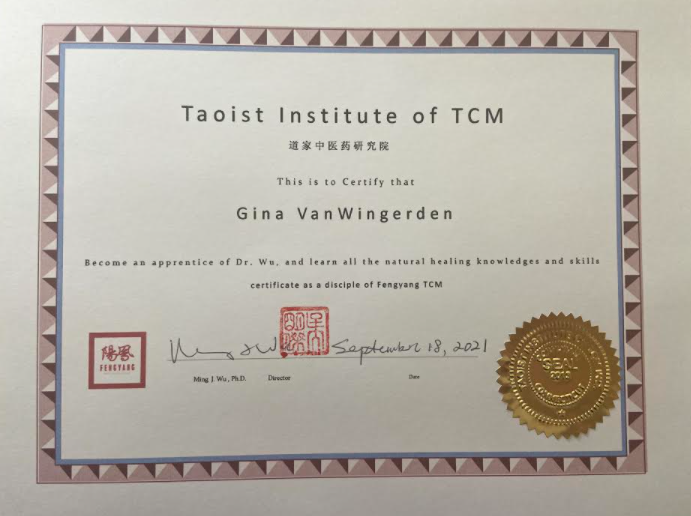 Taoist Institute of TCM
道家中医药研究院
This is to Certify that
Gina VanWingerden
Become an apprentice of Dr. Wu, and learn all the natural healing knowledges and skills
certificate as a disciple of Fengyang TCM
September 18, 2021
FENGYANG
Ming J. Wu, Ph.D. Director Date
SEAL
CONNECTICUT